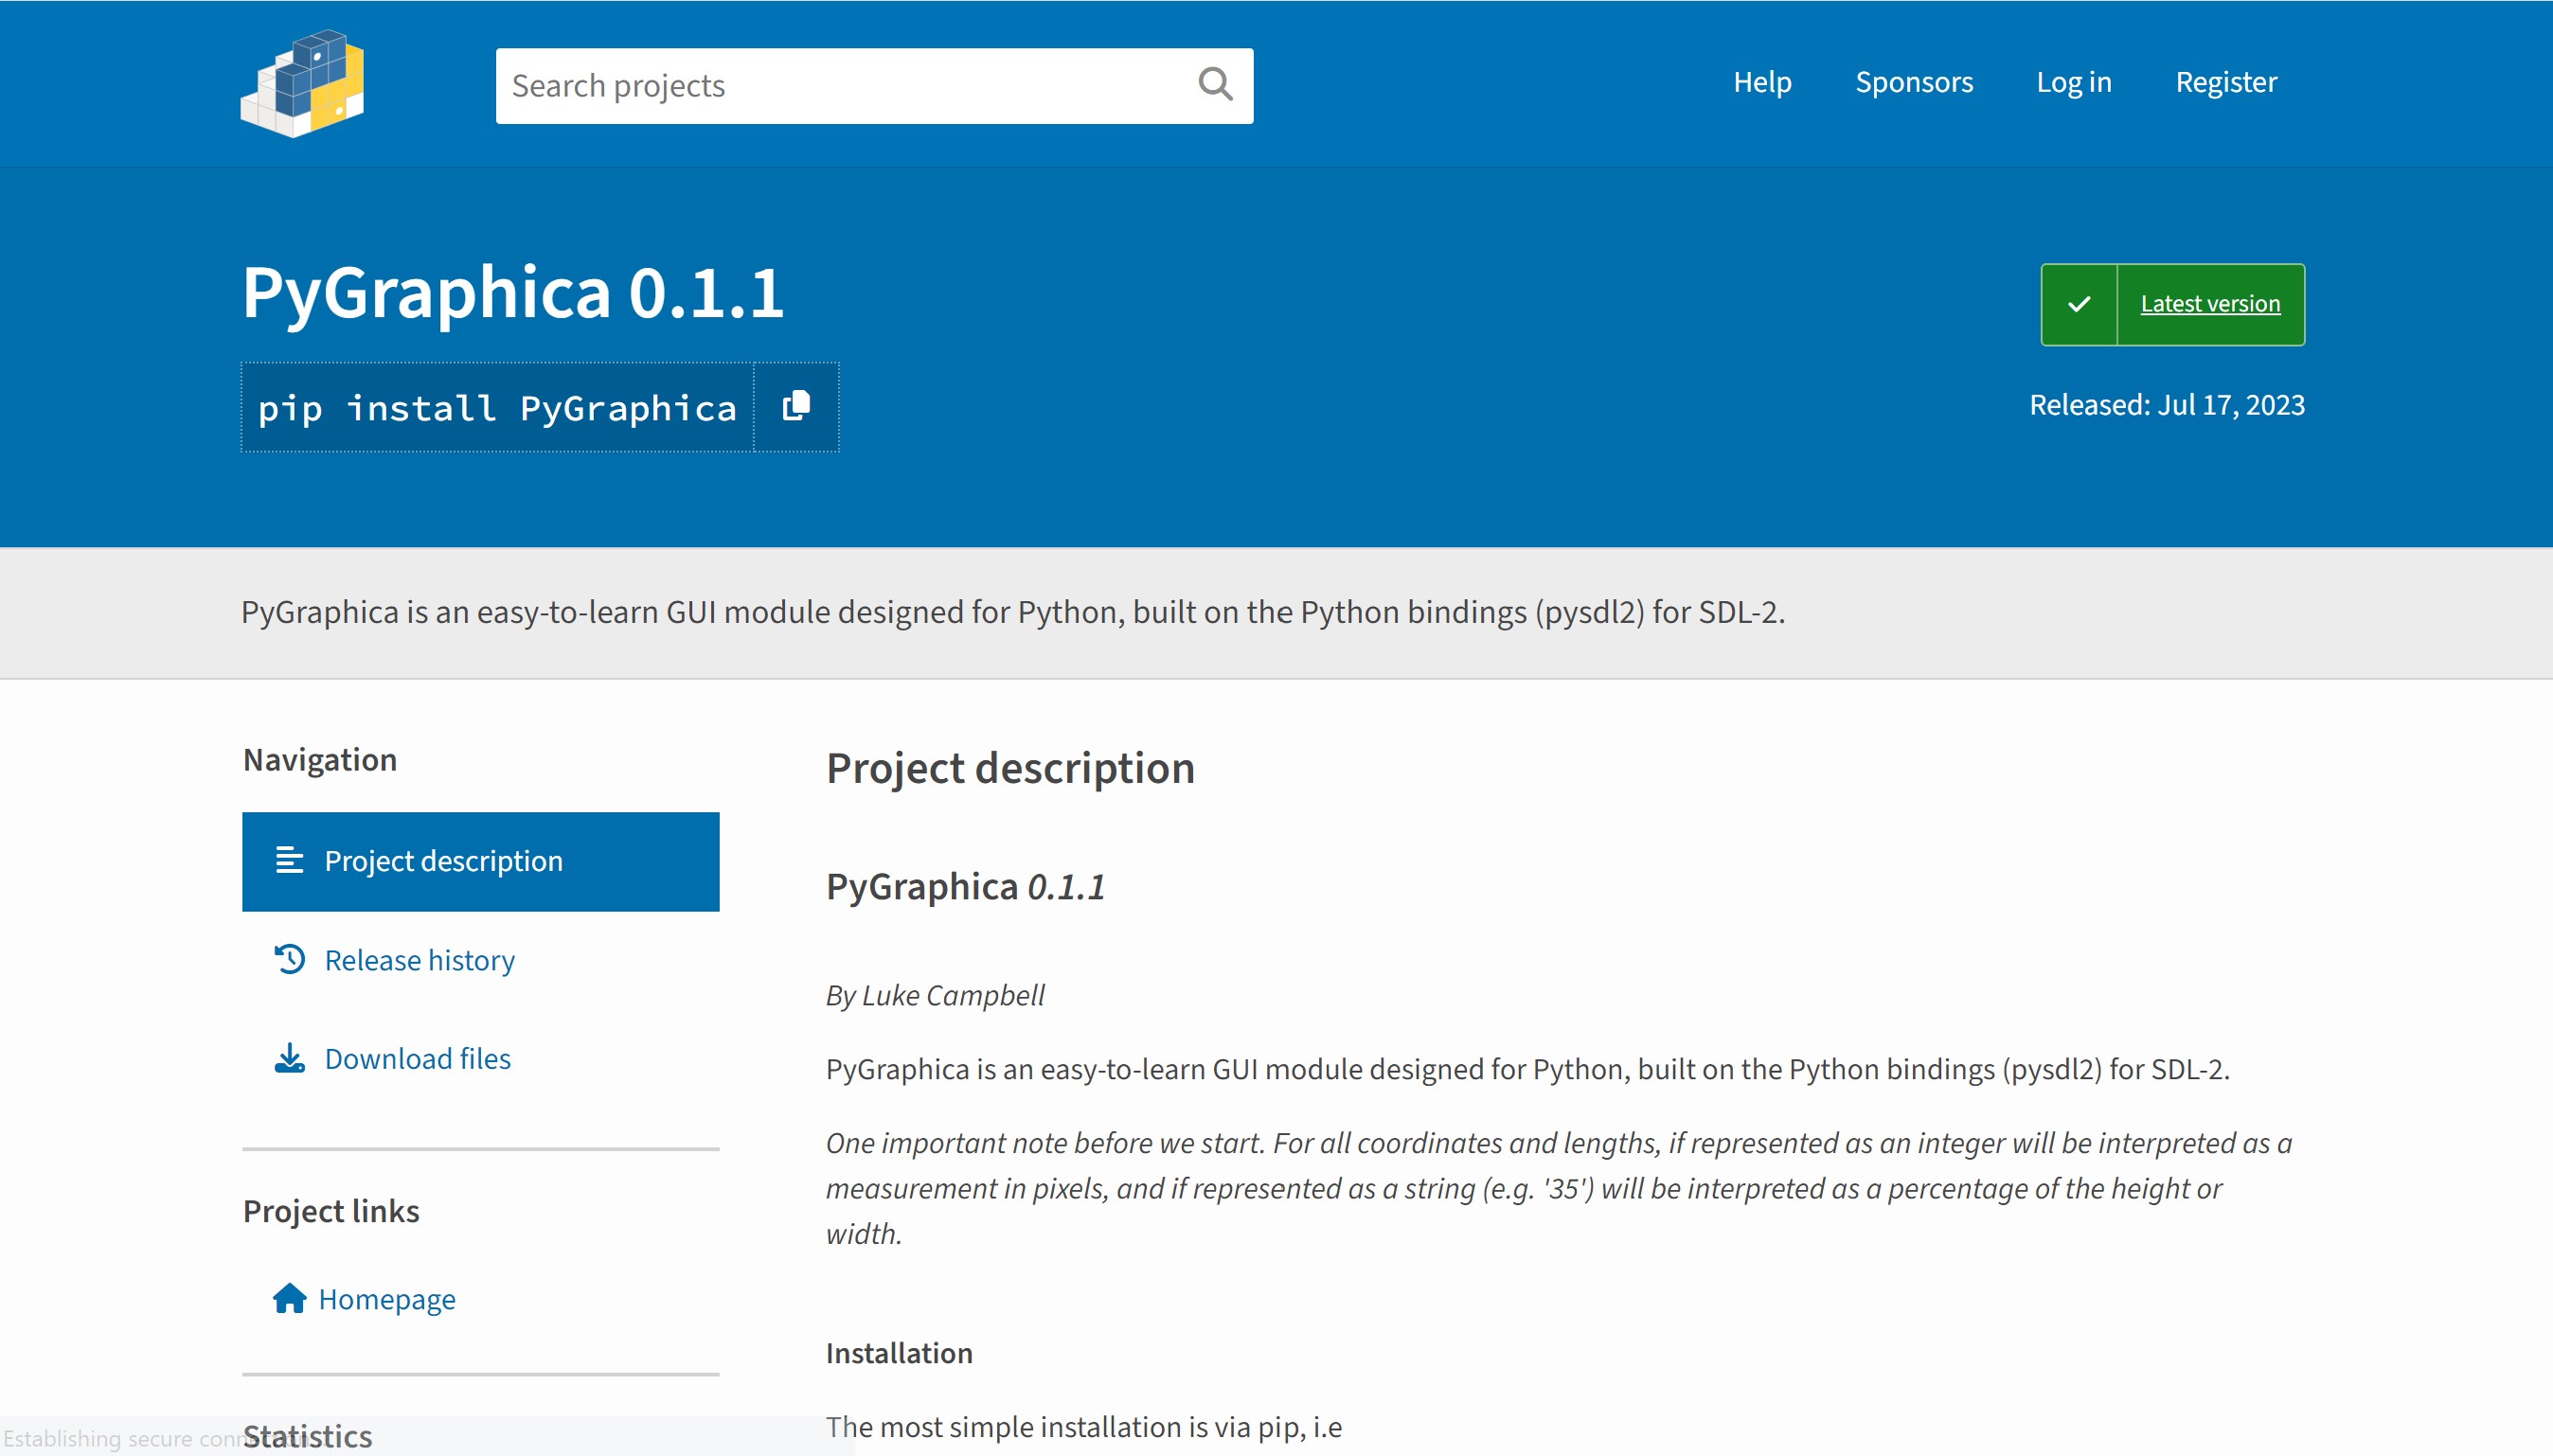 Search projects
Help
Sponsors
Log in
Register
PyGraphica 0.1.1
pip install PyGraphica
Latest version
Released: Jul 17, 2023
PyGraphica is an easy-to-learn GUI module designed for Python, built on the Python bindings (pysdl2) for SDL-2.
Navigation
Project description
Release history
Download files
Project links
Homepage
Statistics
Project description
PyGraphica 0.1.1
By Luke Campbell
PyGraphica is an easy-to-learn GUI module designed for Python, built on the Python bindings (pysdl2) for SDL-2.
One important note before we start. For all coordinates and lengths, if represented as an integer will be interpreted as a
measurement in pixels, and if represented as a string (e.g. '35') will be interpreted as a percentage of the height or
width.
Installation
The most simple installation is via pip, i.e
Establishing secure